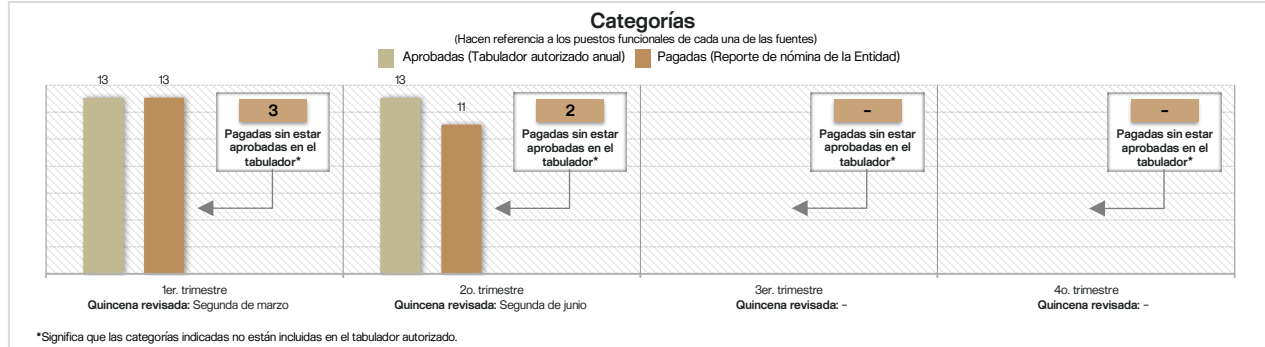 Categorías
(Hacen referencia a los puestos funcionales de cada una de las fuentes)
Aprobadas (Tabulador autorizado anual) Pagadas (Reporte de nómina de la Entidad)
13
13
3
Pagadas sin estar
aprobadas en el
tabulador*
13
11
2
Pagadas sin estar
aprobadas en el
tabulador*
-
Pagadas sin estar
aprobadas en el
tabulador*
-
Pagadas sin estar
aprobadas en el
tabulador*
1er. trimestre
Quincena revisada: Segunda de marzo
2o. trimestre
Quincena revisada: Segunda de junio
3er. trimestre
Quincena revisada: -
4o. trimestre
Quincena revisada: -
*Significa que las categorías indicadas no están incluidas en el tabulador autorizado.